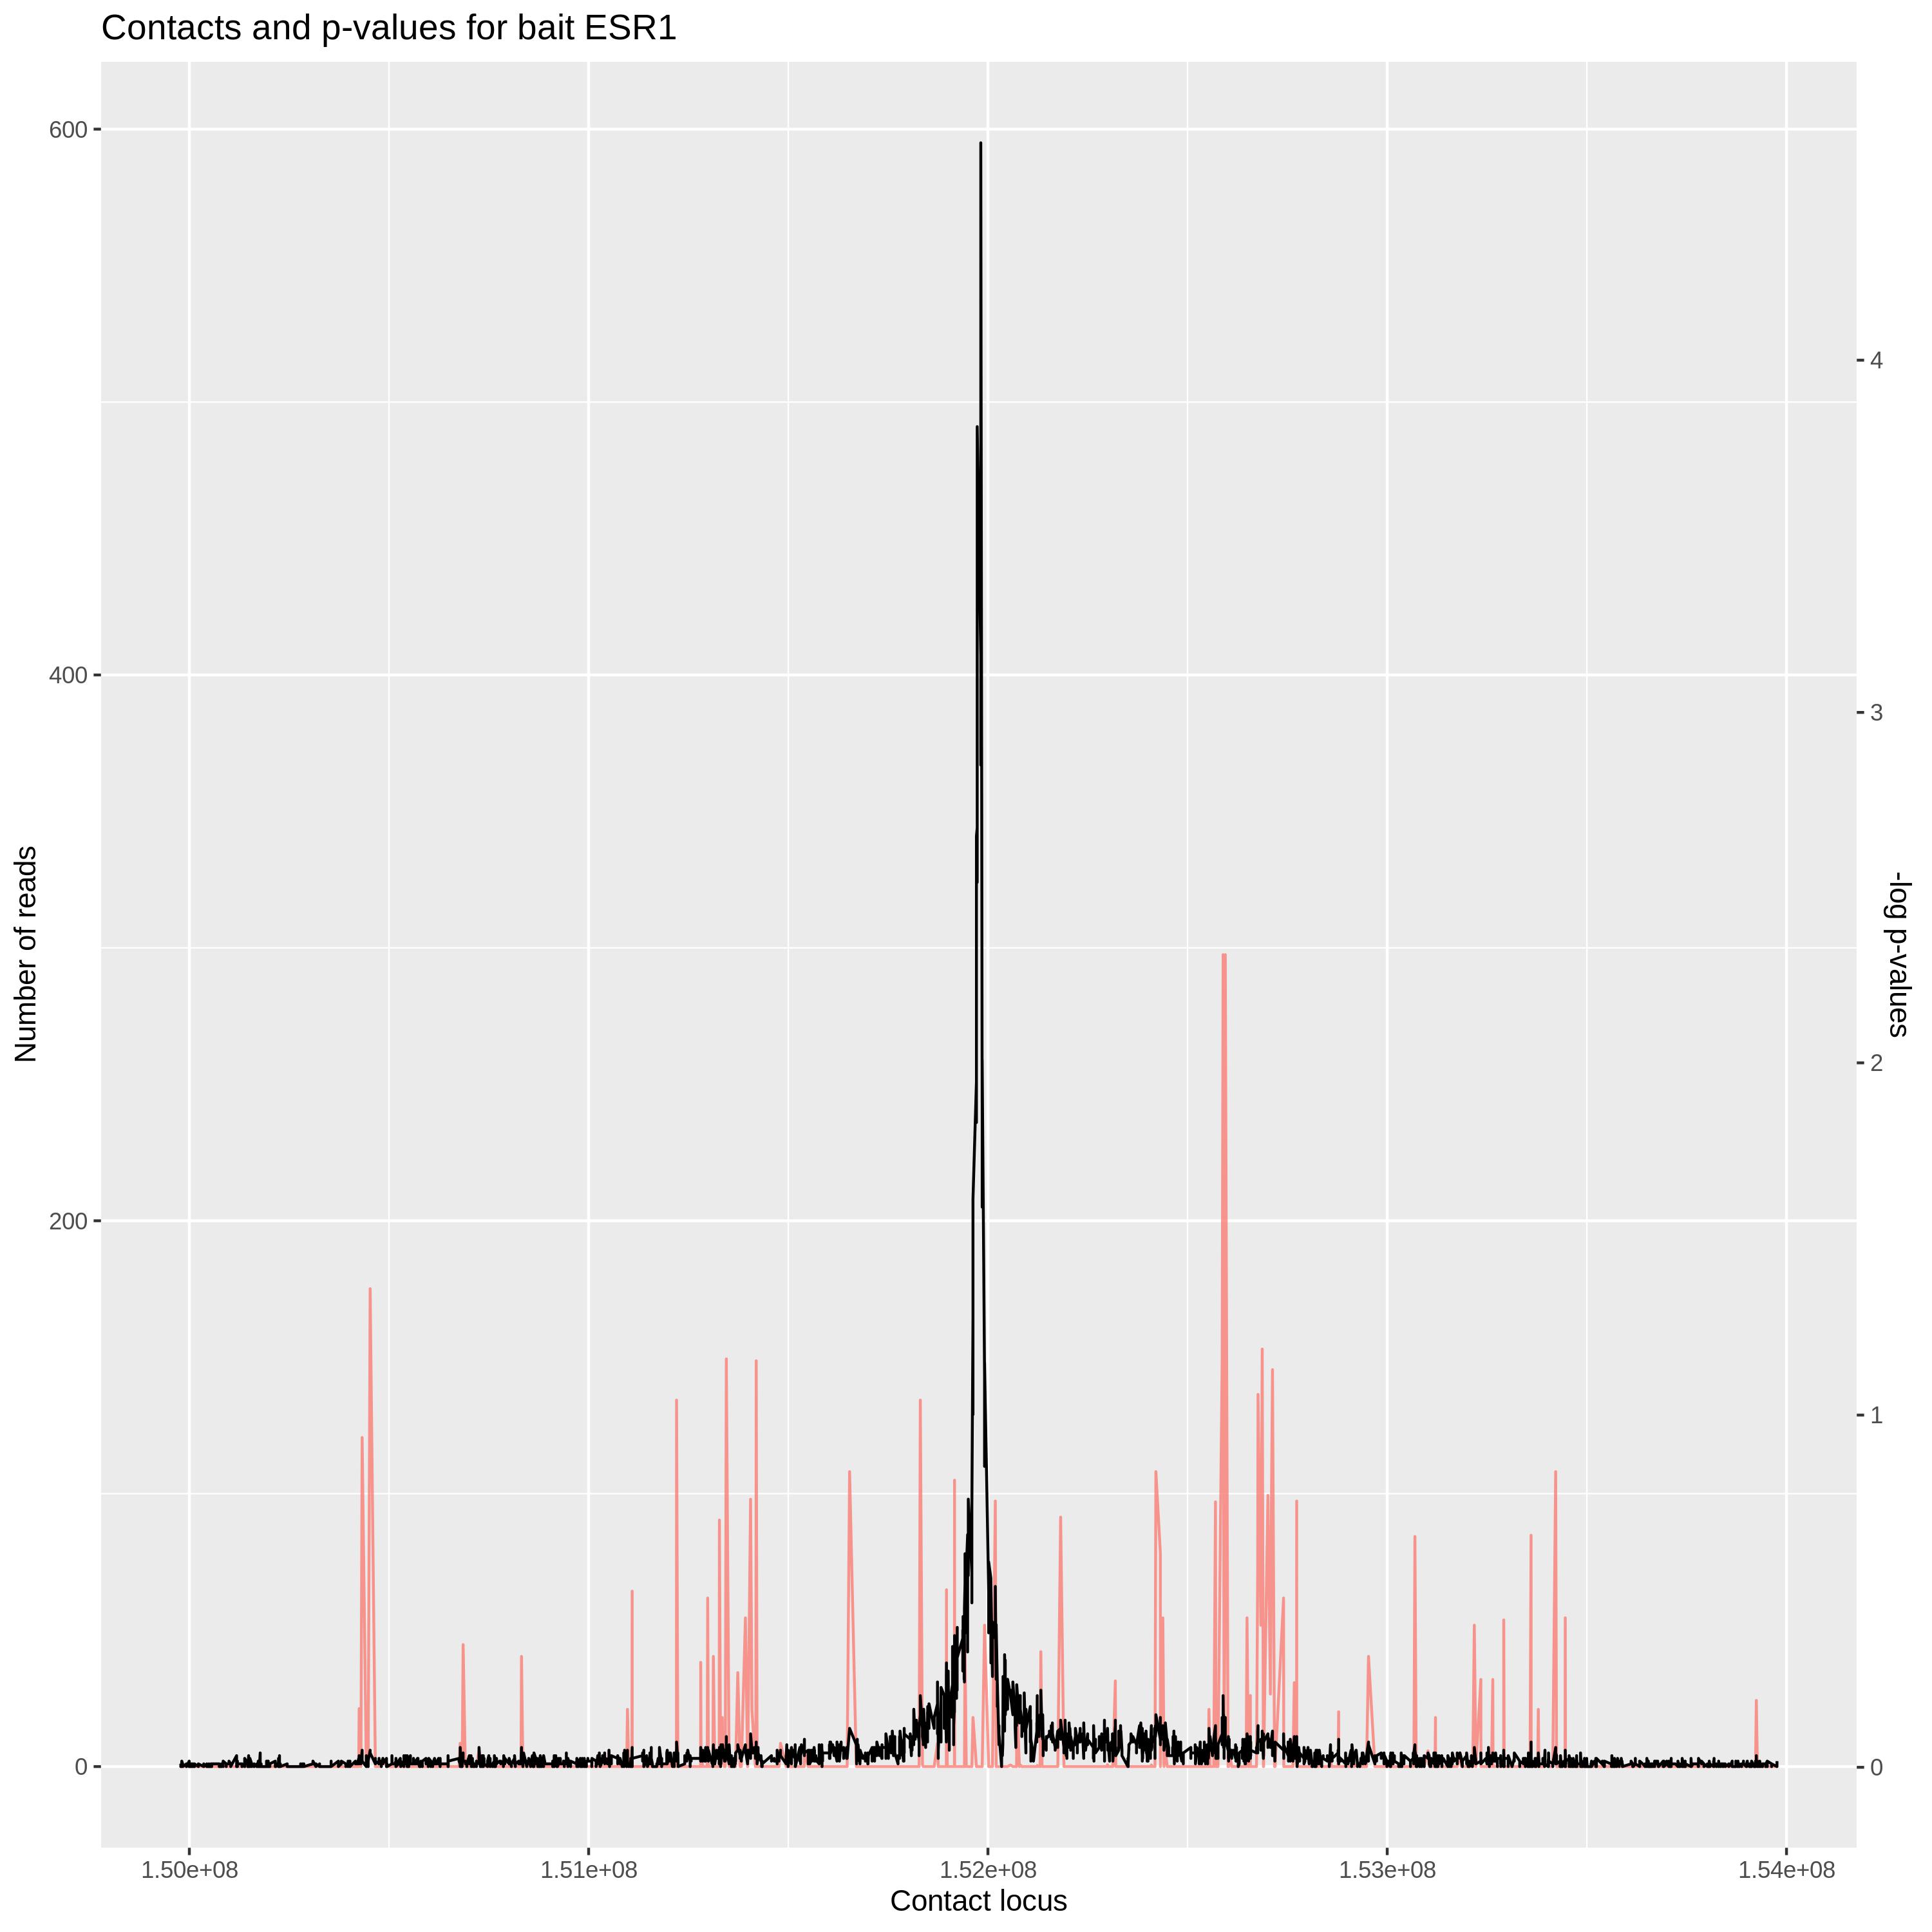 Contacts and p-values for bait ESR1
600
400
200
0
Number of reads
4
3
2
1
0
-log p-values
1.50e+08 1.51e+08 1.52e+08 1.53e+08 1.54e+08
Contact locus